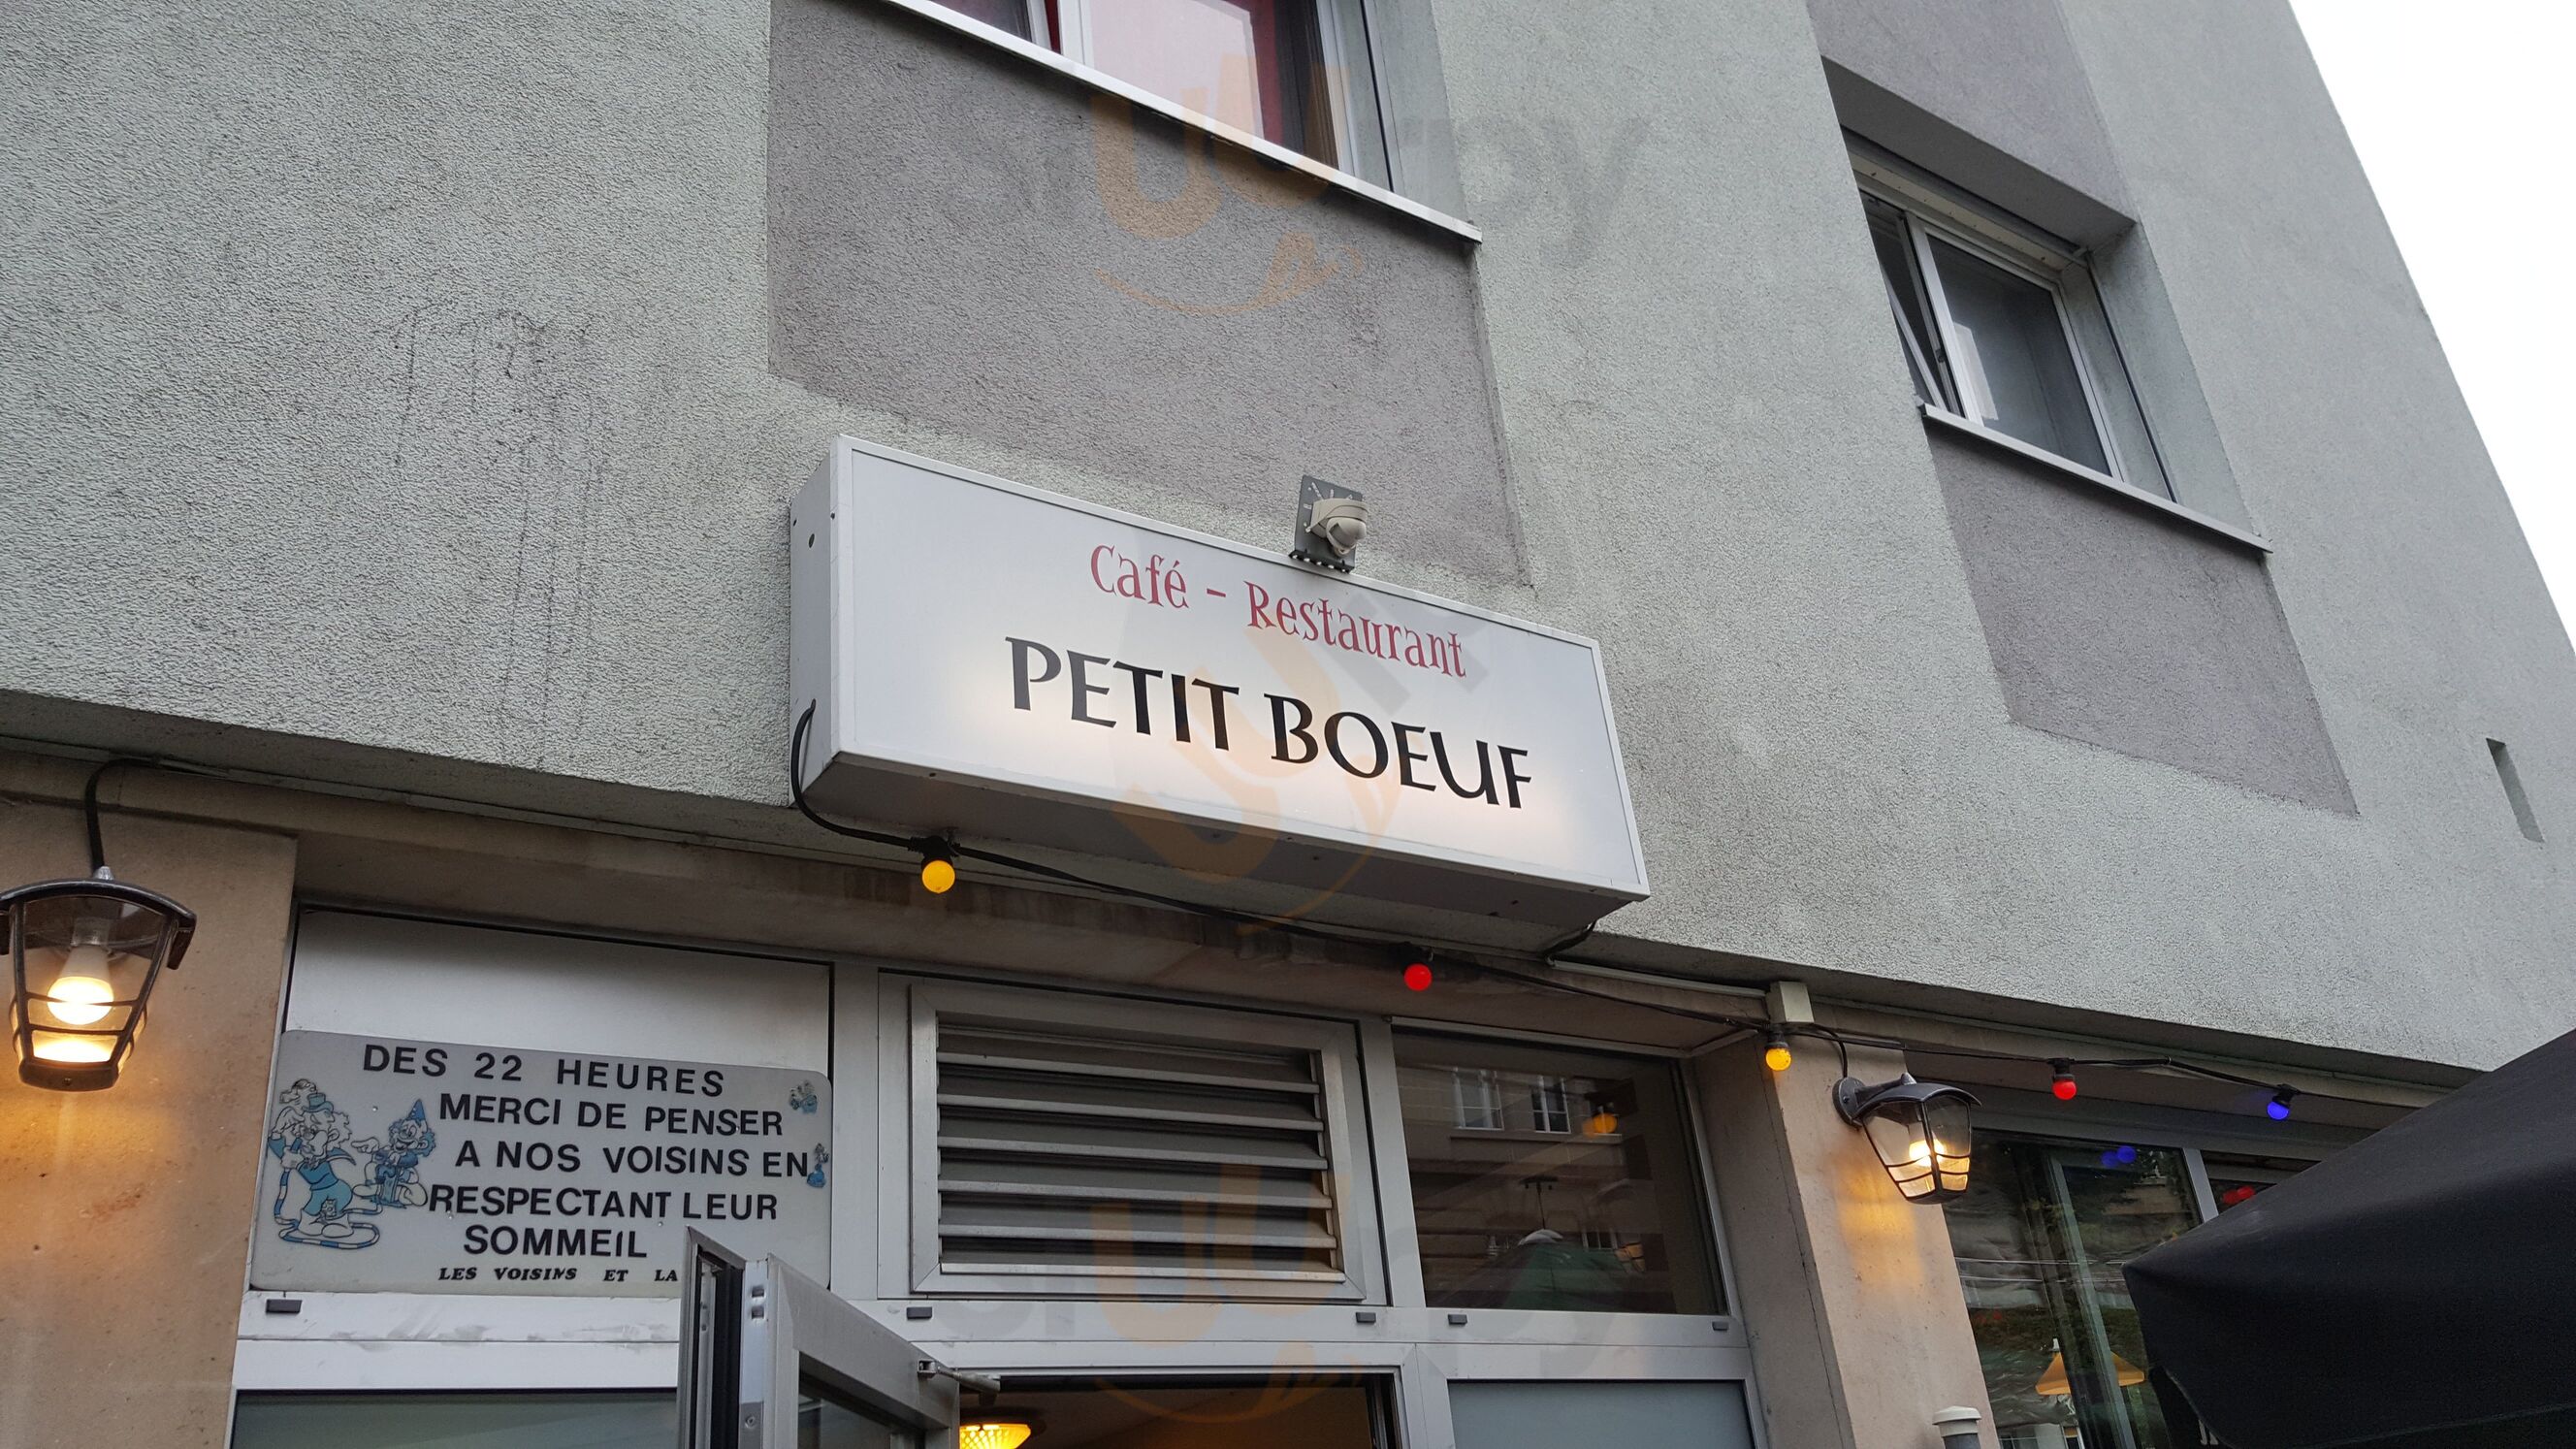 Café - Restaurant
PETIT BOEUF
DES 22 HEURES
MERCI DE PENSER
A NOS VOISINS EN
RESPECTANT LEUR
SOMMEIL
LES VOISINS ET LA